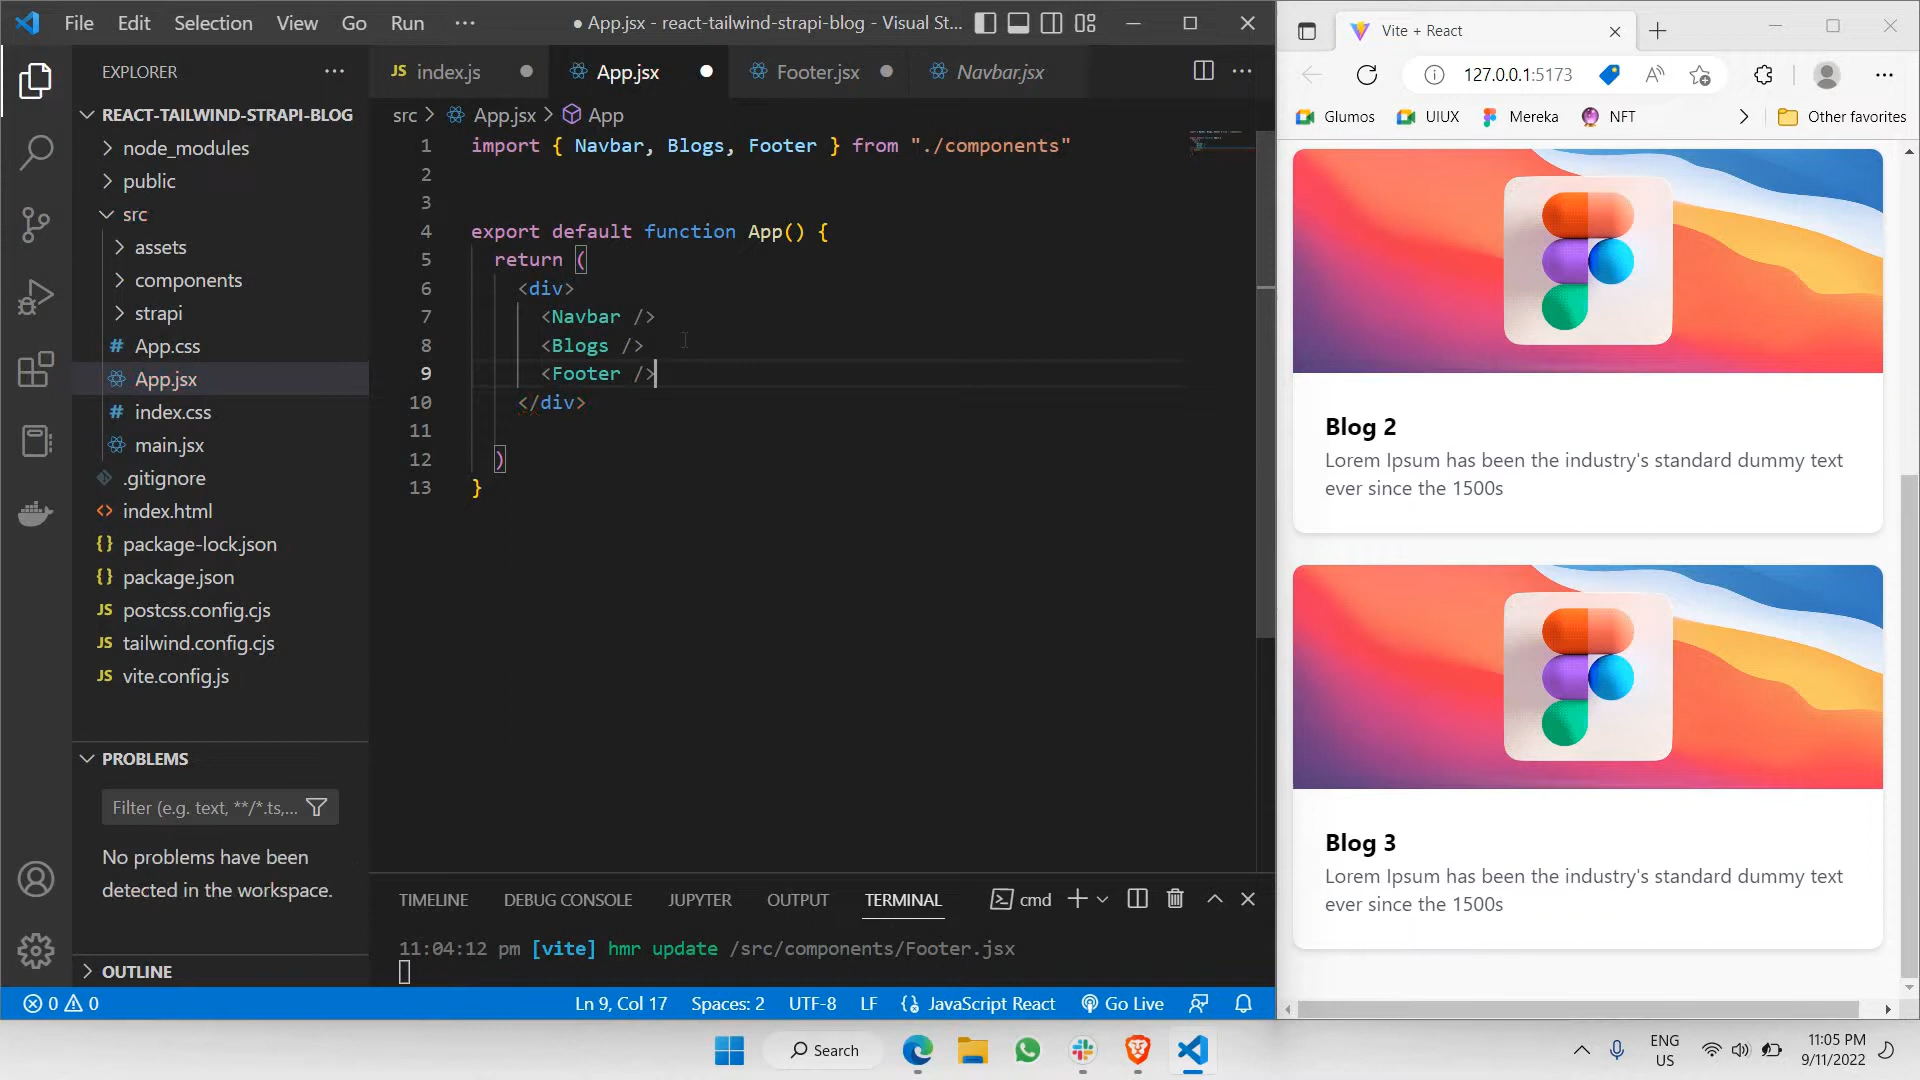 File Edit Selection View Go Run ···
● App.jsx - react-tailwind-strapi-blog - Visual St...
EXPLORER
REACT-TAILWIND-STRAPI-BLOG
node_modules
public
src
assets
components
strapi
# App.css
App.jsx
# index.css
main.jsx
.gitignore
<> index.html
{} package-lock.json
{} package.json
JS postcss.config.cjs
JS tailwind.config.cjs
JS vite.config.js
PROBLEMS
Filter (e.g. text, **/*.ts,...
No problems have been
detected in the workspace.
OUTLINE
JS index.js
App.jsx
Footer.jsx
Navbar.jsx
src > App.jsx > App
1 import { Navbar, Blogs, Footer } from "./components"
2
3
4 export default function App() {
5 return (
6 <div>
7 <Navbar />
8 <Blogs />
9 <Footer />
10 </div>
11
12 )
13 }
TIMELINE DEBUG CONSOLE JUPYTER OUTPUT TERMINAL cmd
11:04:12 pm [vite] hmr update /src/components/Footer.jsx
0 0
Ln 9, Col 17 Spaces: 2 UTF-8 LF {} JavaScript React Go Live
Vite + React
127.0.0.1:5173
Glumos UIUX Mereka NFT Other favorites
Blog 2
Lorem Ipsum has been the industry's standard dummy text
ever since the 1500s
Blog 3
Lorem Ipsum has been the industry's standard dummy text
ever since the 1500s
Search
ENG
US
11:05 PM
9/11/2022